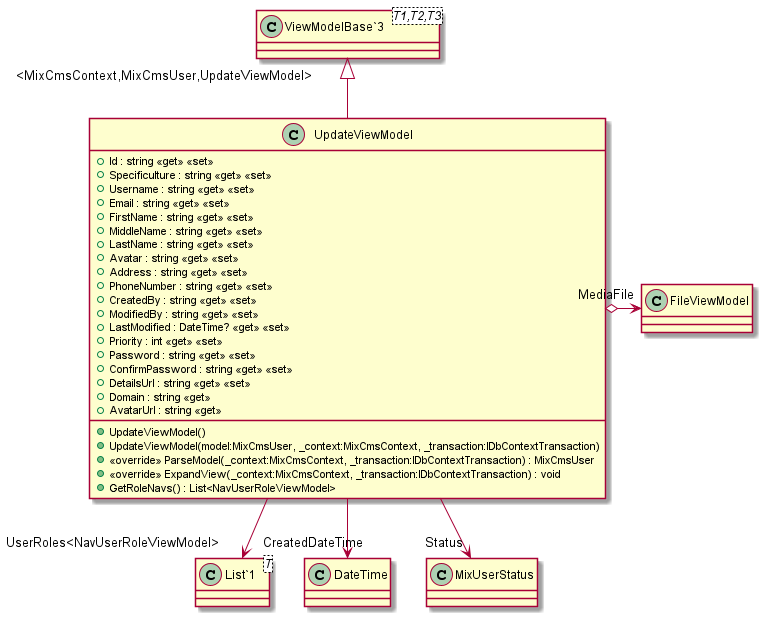 C ViewModelBase`3 T1,T2,T3
<MixCmsContext,MixCmsUser,UpdateViewModel>
C UpdateViewModel
Id : string «get» «set»
Specificulture : string «get» «set»
Username : string «get» «set»
Email : string «get» «set»
FirstName : string «get» «set»
MiddleName : string «get» «set»
LastName : string «get» «set»
Avatar : string «get» «set»
Address : string «get» «set»
PhoneNumber : string «get» «set»
CreatedBy : string «get» «set»
ModifiedBy : string «get» «set»
LastModified : DateTime? «get» «set»
Priority : int «get» «set»
Password : string «get» «set»
ConfirmPassword : string «get» «set»
DetailsUrl : string «get» «set»
Domain : string «get»
AvatarUrl : string «get»
MediaFile
C FileViewModel
UpdateViewModel()
UpdateViewModel(model:MixCmsUser, _context:MixCmsContext, _transaction:IDbContextTransaction)
«override» ParseModel(_context:MixCmsContext, _transaction:IDbContextTransaction) : MixCmsUser
«override» ExpandView(_context:MixCmsContext, _transaction:IDbContextTransaction) : void
GetRoleNavs() : List<NavUserRoleViewModel>
UserRoles<NavUserRoleViewModel>
CreatedDateTime
Status
C List`1 T
C DateTime
C MixUserStatus